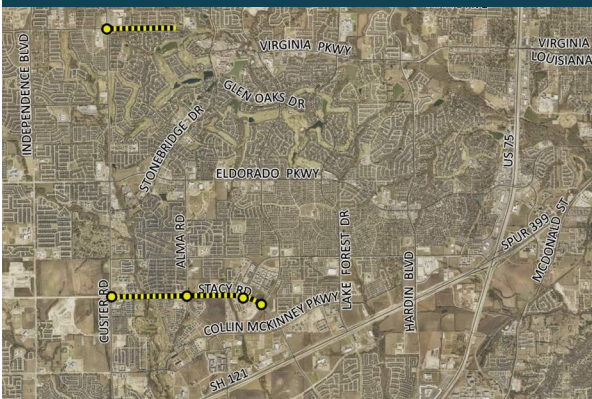 VIRGINIA PKWY
VIRGINIA
LOUISIANA
INDEPENDENCE BLVD
GLEN OAKS DR
STONEBRIDGE DR
US 75
ELDORADO PKWY
MCDONALD ST
SPUR 399
ALMA RD
LAKE FOREST DR
HARDIN BLVD
STACY RD
CUSTER RD
COLLIN MCKINNEY PKWY
SH 121